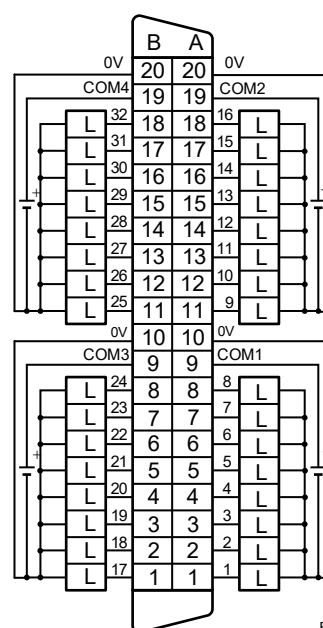 B A
0V 20 20 0V
COM4 19 19 COM2
L 32 18 18 16 L
L 31 17 17 15 L
L 30 16 16 14 L
+ L 29 15 15 13 L
L 28 14 14 12 L
L 27 13 13 11 L
L 26 12 12 10 L
L 25 11 11 9 L
0V 10 10 0V
COM3 9 9 COM1
L 24 8 8 8 L
L 23 7 7 7 L
L 22 6 6 6 L
+ L 21 5 5 5 L
L 20 4 4 4 L
L 19 3 3 3 L
L 18 2 2 2 L
L 17 1 1 1 L